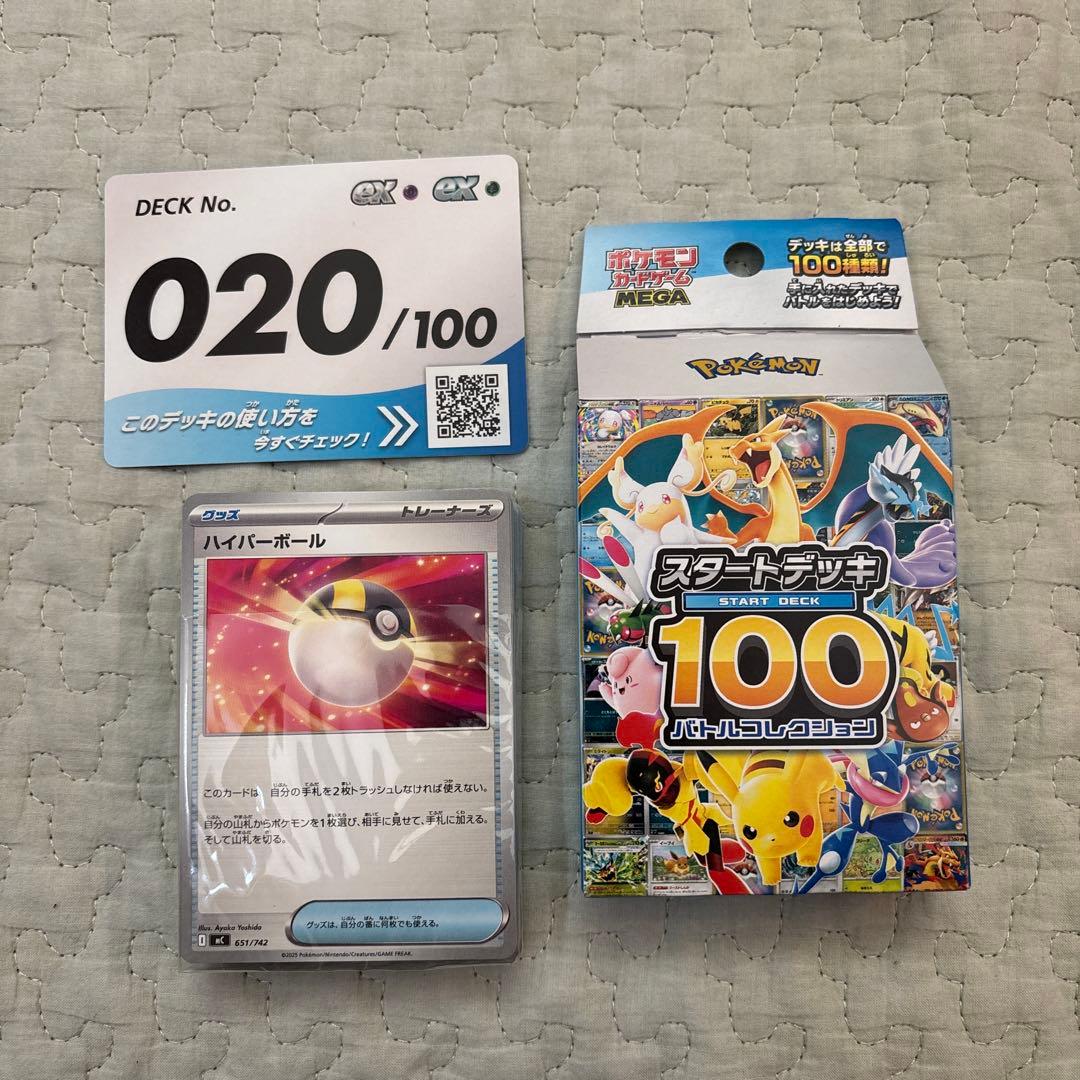 DECK No.
ex ex
020/100
このデッキの使い方を
今すぐチェック!
グッズ トレーナーズ
ハイパーボール
このカードは、自分の手札を2枚トラッシュしなければ使えない。
自分の山札からポケモンを1枚選び、相手に見せて、手札に加える。
そして山札を切る。
グッズは、自分の番に何枚でも使える。
Illus. Ayaka Yoshida
mC 651/742
©2025 Pokémon/Nintendo/Creatures/GAME FREAK.
ポケモン
カードゲーム
MEGA
デッキは全部で
100種類!
手に入れたデッキで
バトルをはじめよう!
POKéMON
スタートデッキ
START DECK
100
バトルコレクション